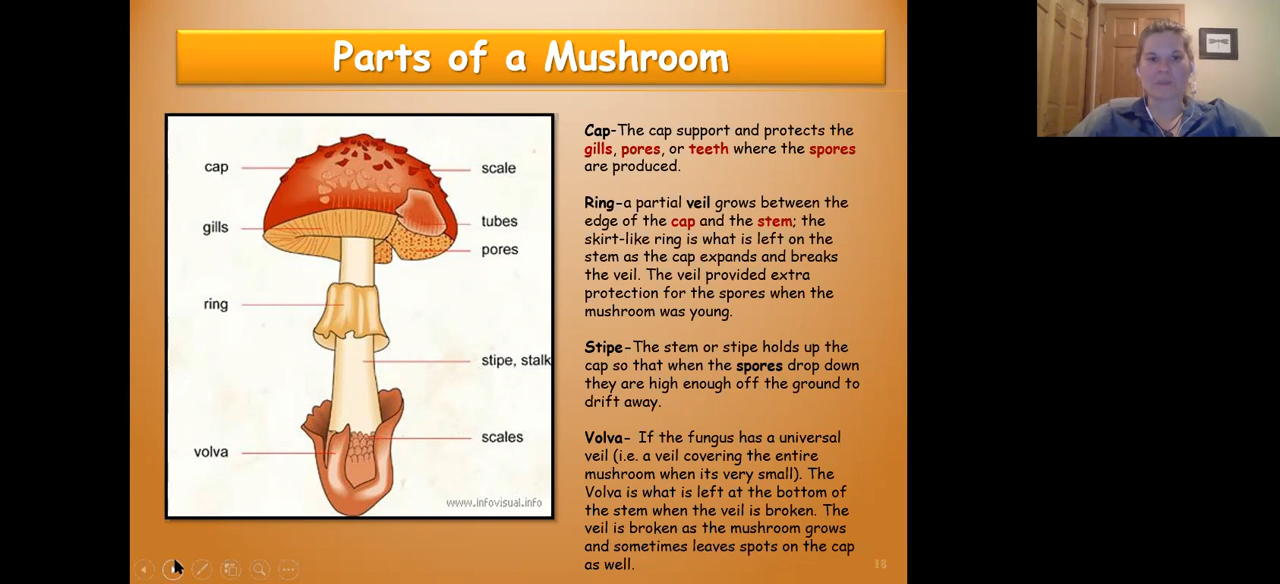 Parts of a Mushroom
cap
gills
ring
volva
scale
tubes
pores
stipe, stalk
scales
www.infovisual.info
Cap-The cap support and protects the
gills, pores, or teeth where the spores
are produced.
Ring-a partial veil grows between the
edge of the cap and the stem; the
skirt-like ring is what is left on the
stem as the cap expands and breaks
the veil. The veil provided extra
protection for the spores when the
mushroom was young.
Stipe-The stem or stipe holds up the
cap so that when the spores drop down
they are high enough off the ground to
drift away.
Volva- If the fungus has a universal
veil (i.e. a veil covering the entire
mushroom when its very small). The
Volva is what is left at the bottom of
the stem when the veil is broken. The
veil is broken as the mushroom grows
and sometimes leaves spots on the cap
as well.
18